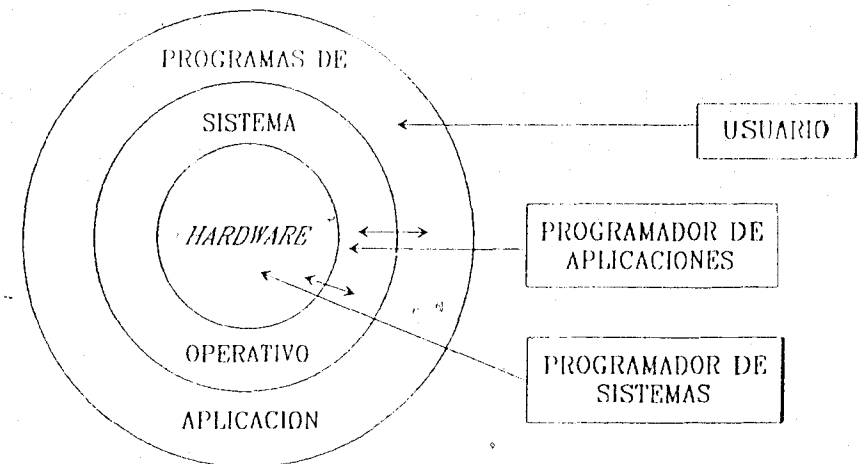 PROGRAMAS DE
SISTEMA
HARDWARE
OPERATIVO
APLICACION
USUARIO
PROGRAMADOR DE
APLICACIONES
PROGRAMADOR DE
SISTEMAS